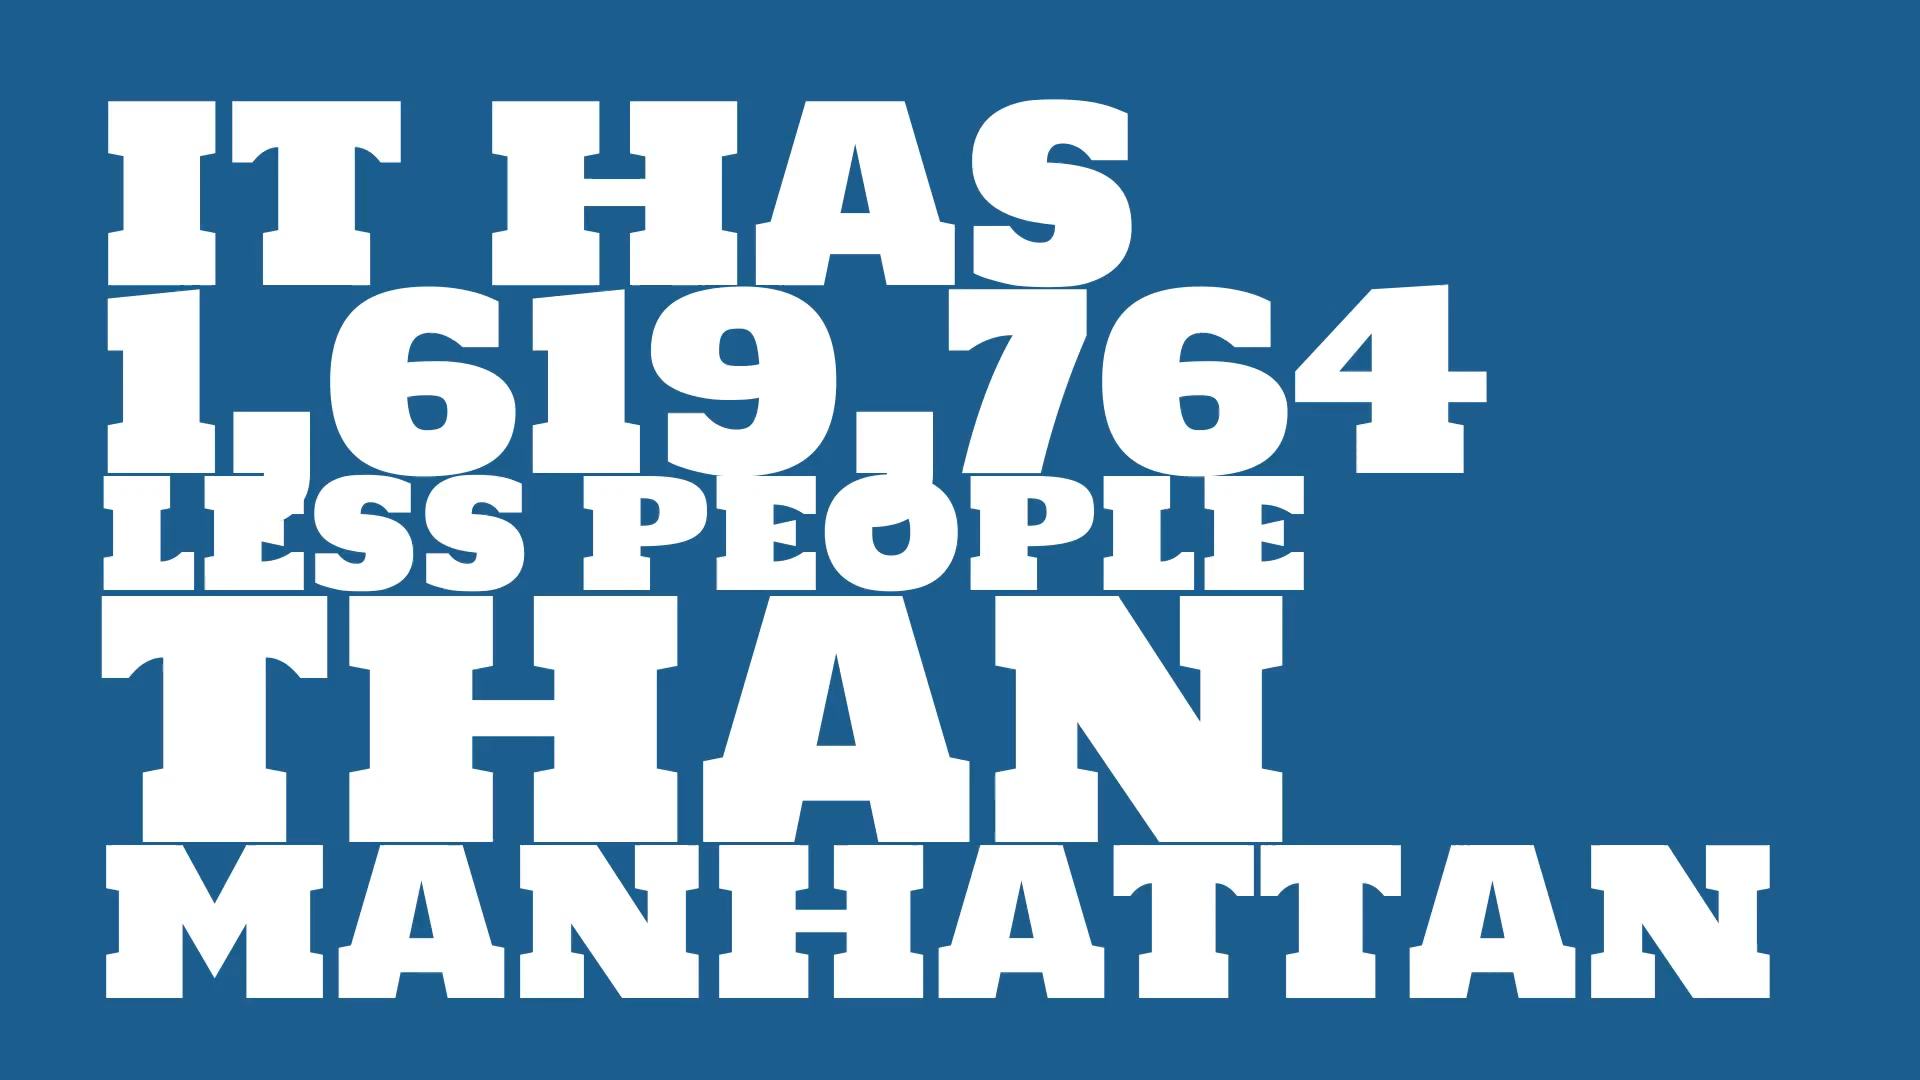 IT HAS
1,619,764
LESS PEOPLE
THAN
MANHATTAN